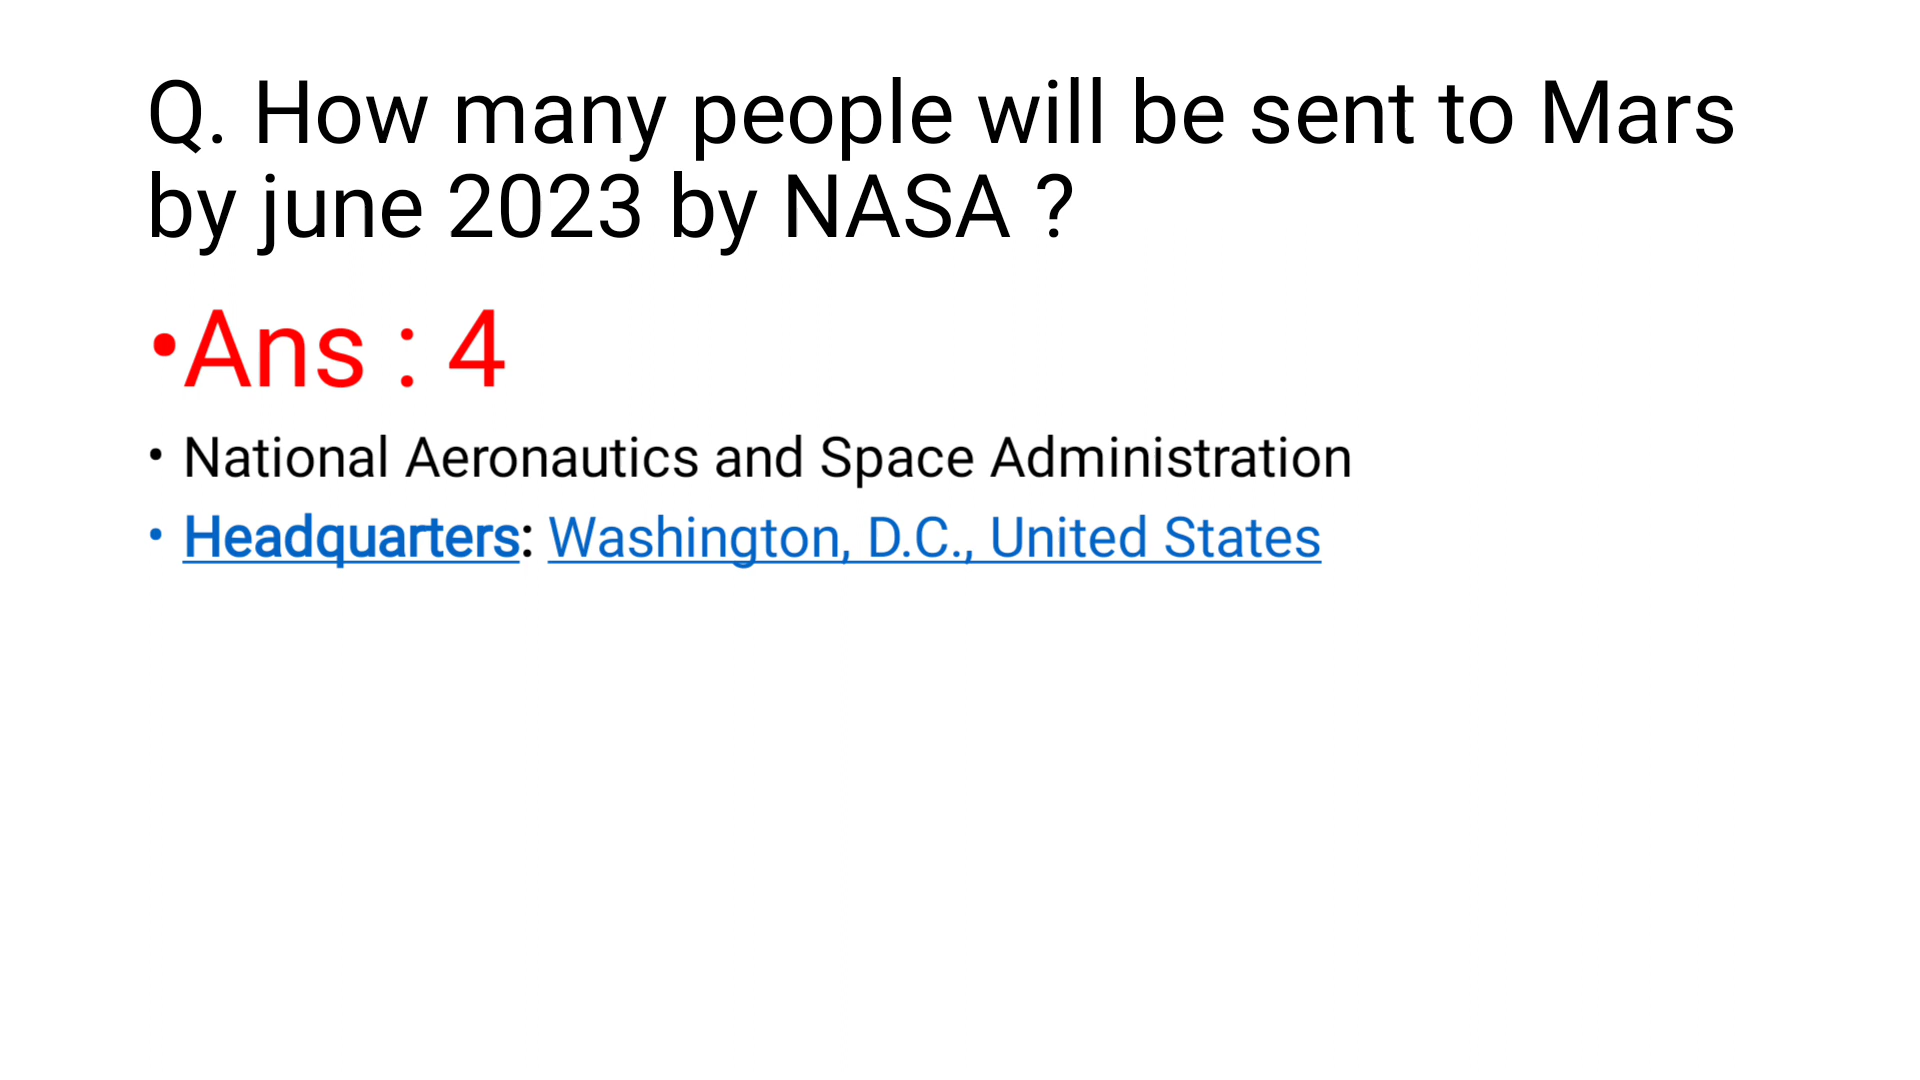 Q. How many people will be sent to Mars
by june 2023 by NASA ?
•Ans : 4
• National Aeronautics and Space Administration
• Headquarters: Washington, D.C., United States